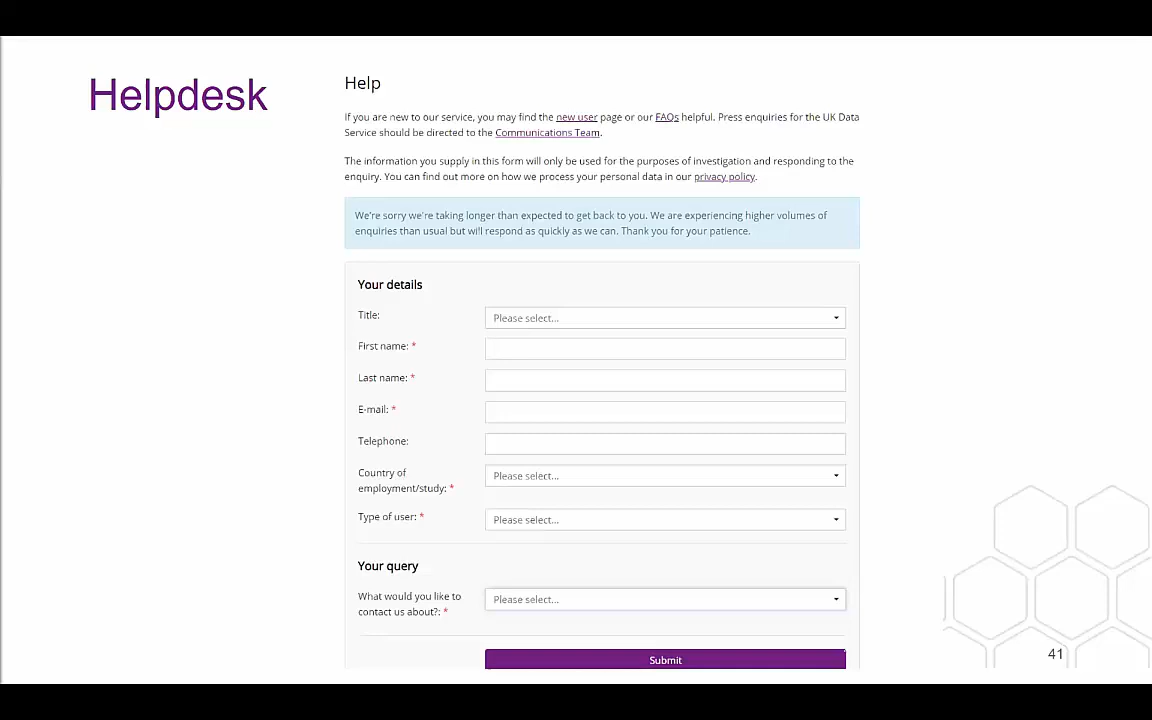 Helpdesk
Help
If you are new to our service, you may find the new user page or our FAQs helpful. Press enquiries for the UK Data
Service should be directed to the Communications Team.
The information you supply in this form will only be used for the purposes of investigation and responding to the
enquiry. You can find out more on how we process your personal data in our privacy policy.
We're sorry we're taking longer than expected to get back to you. We are experiencing higher volumes of
enquiries than usual but will respond as quickly as we can. Thank you for your patience.
Your details
Title: Please select...
First name: *
Last name: *
E-mail: *
Telephone:
Country of
employment/study: * Please select...
Type of user: * Please select...
Your query
What would you like to
contact us about?: * Please select...
Submit
41